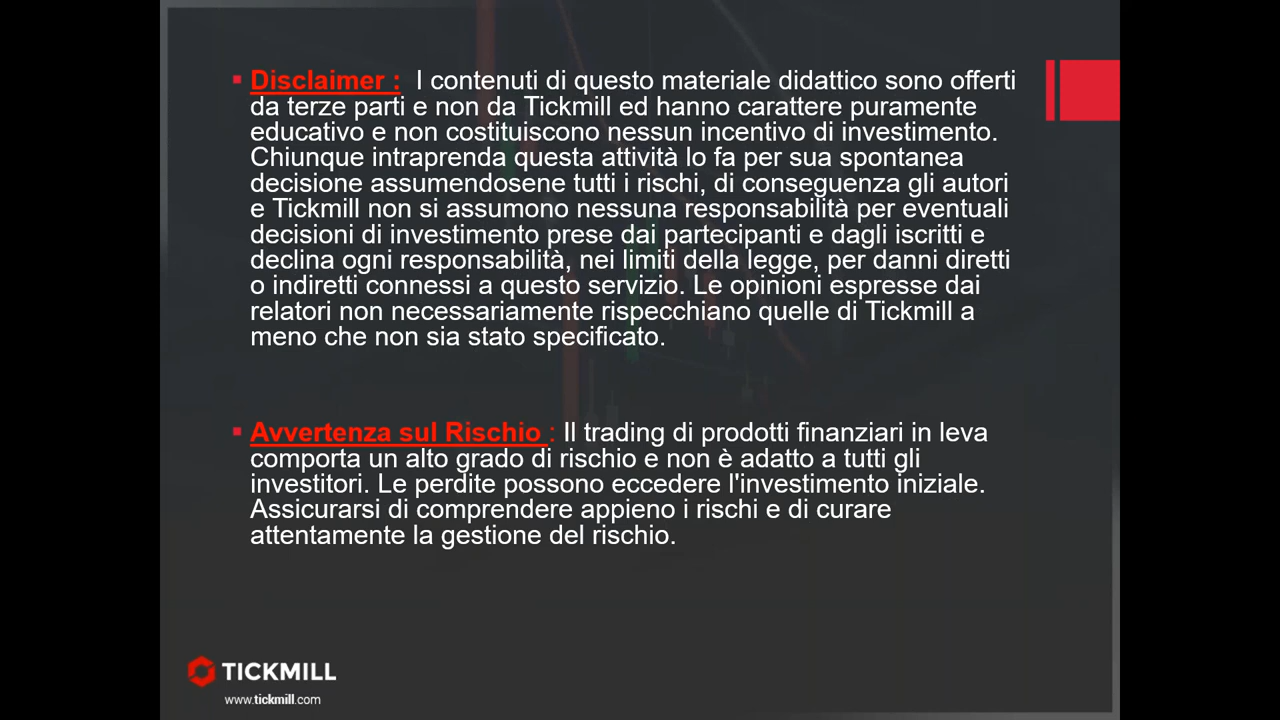 Disclaimer : I contenuti di questo materiale didattico sono offerti
da terze parti e non da Tickmill ed hanno carattere puramente
educativo e non costituiscono nessun incentivo di investimento.
Chiunque intraprenda questa attività lo fa per sua spontanea
decisione assumendosene tutti i rischi, di conseguenza gli autori
e Tickmill non si assumono nessuna responsabilità per eventuali
decisioni di investimento prese dai partecipanti e dagli iscritti e
declina ogni responsabilità, nei limiti della legge, per danni diretti
o indiretti connessi a questo servizio. Le opinioni espresse dai
relatori non necessariamente rispecchiano quelle di Tickmill a
meno che non sia stato specificato.
Avvertenza sul Rischio : Il trading di prodotti finanziari in leva
comporta un alto grado di rischio e non è adatto a tutti gli
investitori. Le perdite possono eccedere l'investimento iniziale.
Assicurarsi di comprendere appieno i rischi e di curare
attentamente la gestione del rischio.
TICKMILL
www.tickmill.com